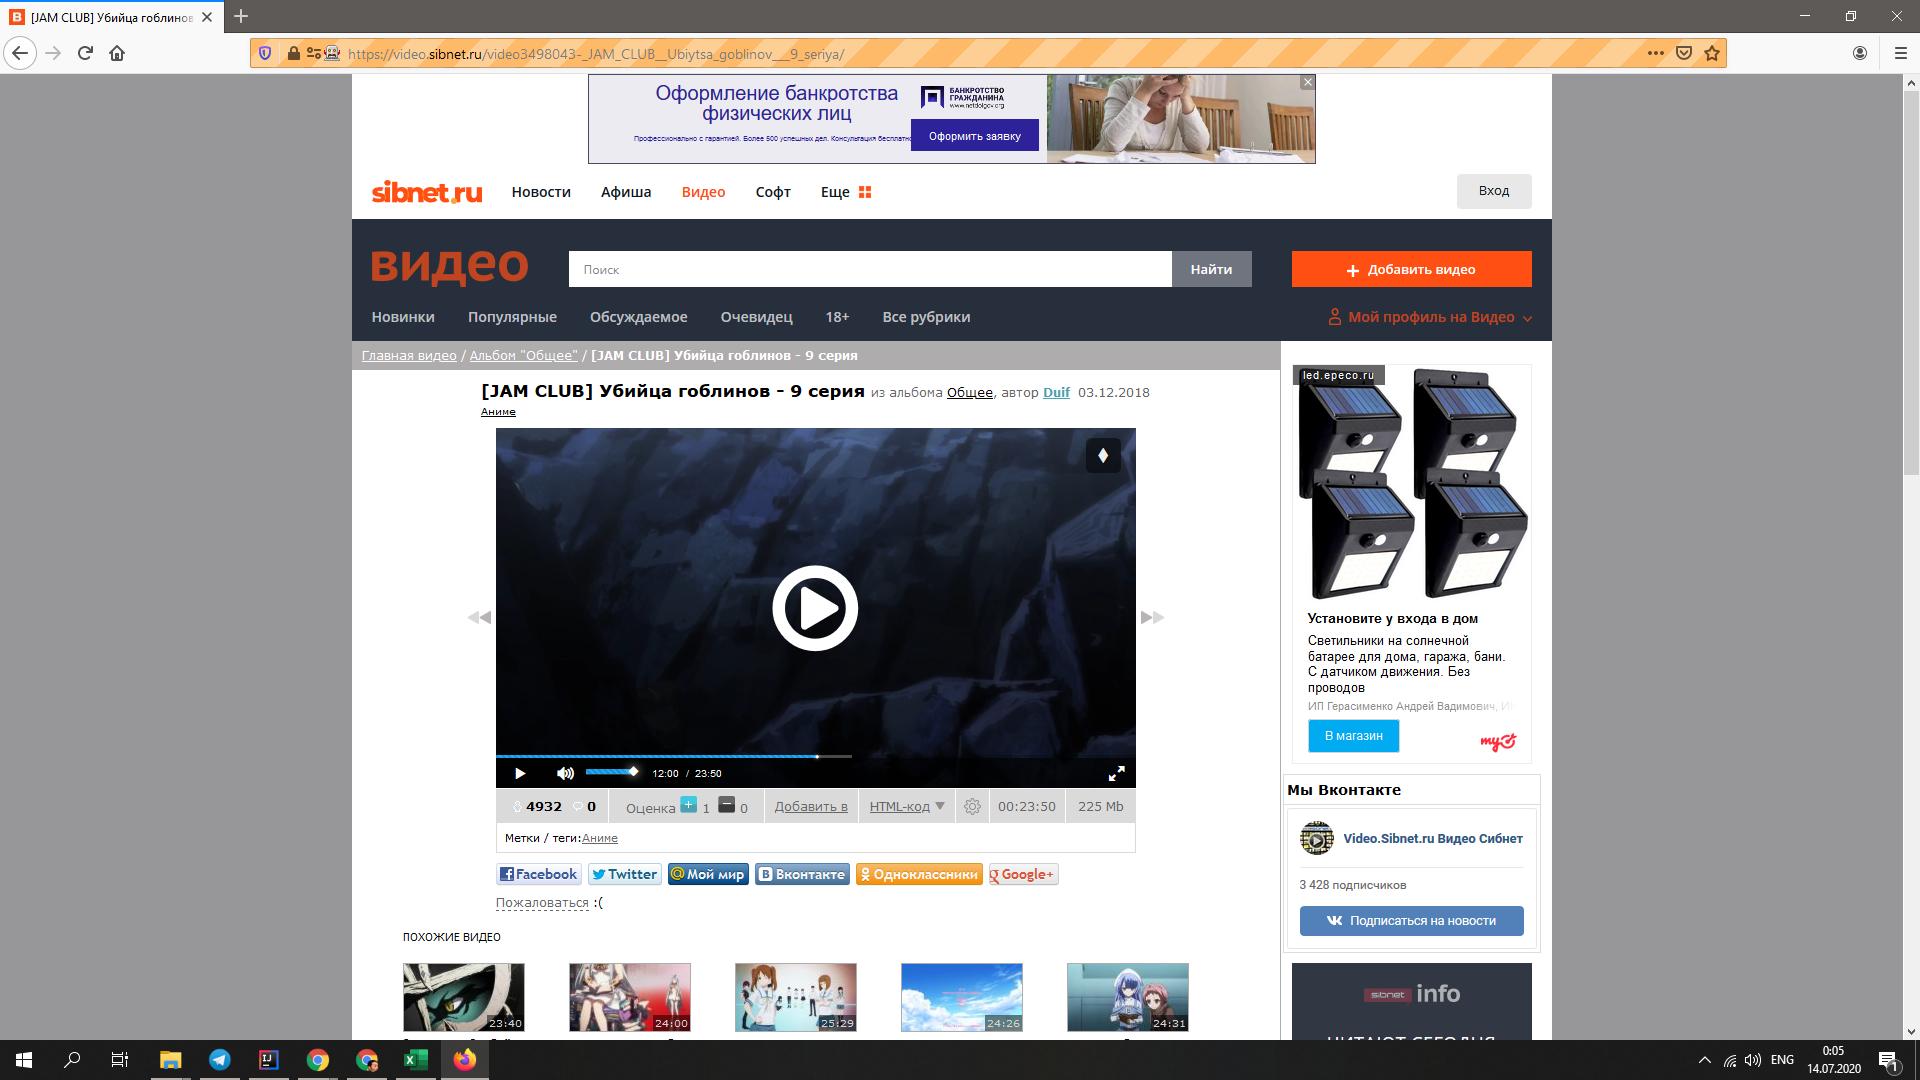 [JAM CLUB] Убийца гоблинов
https://video.sibnet.ru/video3498043-_JAM_CLUB__Ubiytsa_goblinov___9_seriya/
Оформление банкротства
физических лиц
Профессионально с гарантией. Более 500 успешных дел. Консультация бесплатно
БАНКРОТСТВО
ГРАЖДАНИНА
www.netdolgov.org
Оформить заявку
sibnet.ru Новости Афиша Видео Софт Еще Вход
видео Поиск Найти + Добавить видео
Новинки Популярные Обсуждаемое Очевидец 18+ Все рубрики Мой профиль на Видео
Главная видео / Альбом "Общее" / [JAM CLUB] Убийца гоблинов - 9 серия
[JAM CLUB] Убийца гоблинов - 9 серия из альбома Общее, автор Duif 03.12.2018
Аниме
12:00 / 23:50
4932 0 Оценка + 1 − 0 Добавить в HTML-код 00:23:50 225 Mb
Метки / теги:Аниме
Facebook Twitter Мой мир Вконтакте Одноклассники Google+
Пожаловаться :(
ПОХОЖИЕ ВИДЕО
23:40 24:00 25:29 24:26 24:31
led.epeco.ru
Установите у входа в дом
Светильники на солнечной
батарее для дома, гаража, бани.
С датчиком движения. Без
проводов
ИП Герасименко Андрей Вадимович,
В магазин
Мы Вконтакте
Video.Sibnet.ru Видео Сибнет
3 428 подписчиков
Подписаться на новости
sibnet info
ЧИТАЮТ СЕГОДНЯ
ENG
0:05
14.07.2020
1